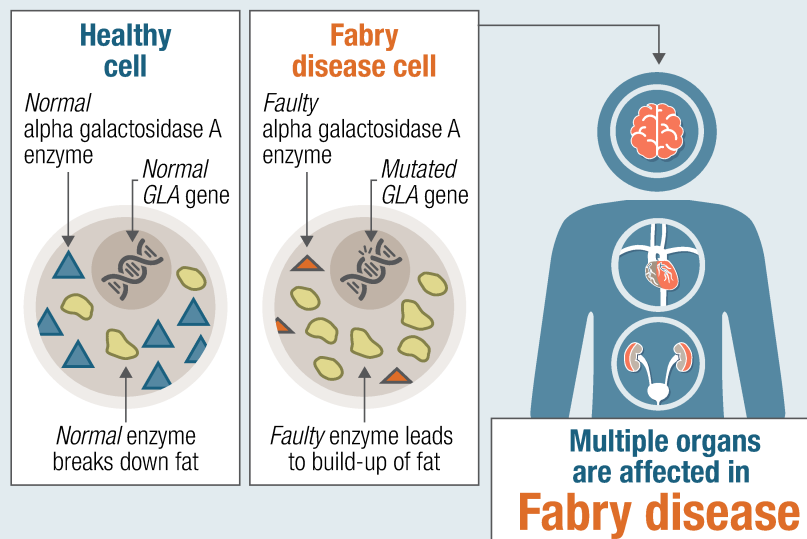 Healthy
cell
Normal
alpha galactosidase A
enzyme
Normal
GLA gene
Normal enzyme
breaks down fat
Fabry
disease cell
Faulty
alpha galactosidase A
enzyme
Mutated
GLA gene
Faulty enzyme leads
to build-up of fat
Multiple organs
are affected in
Fabry disease